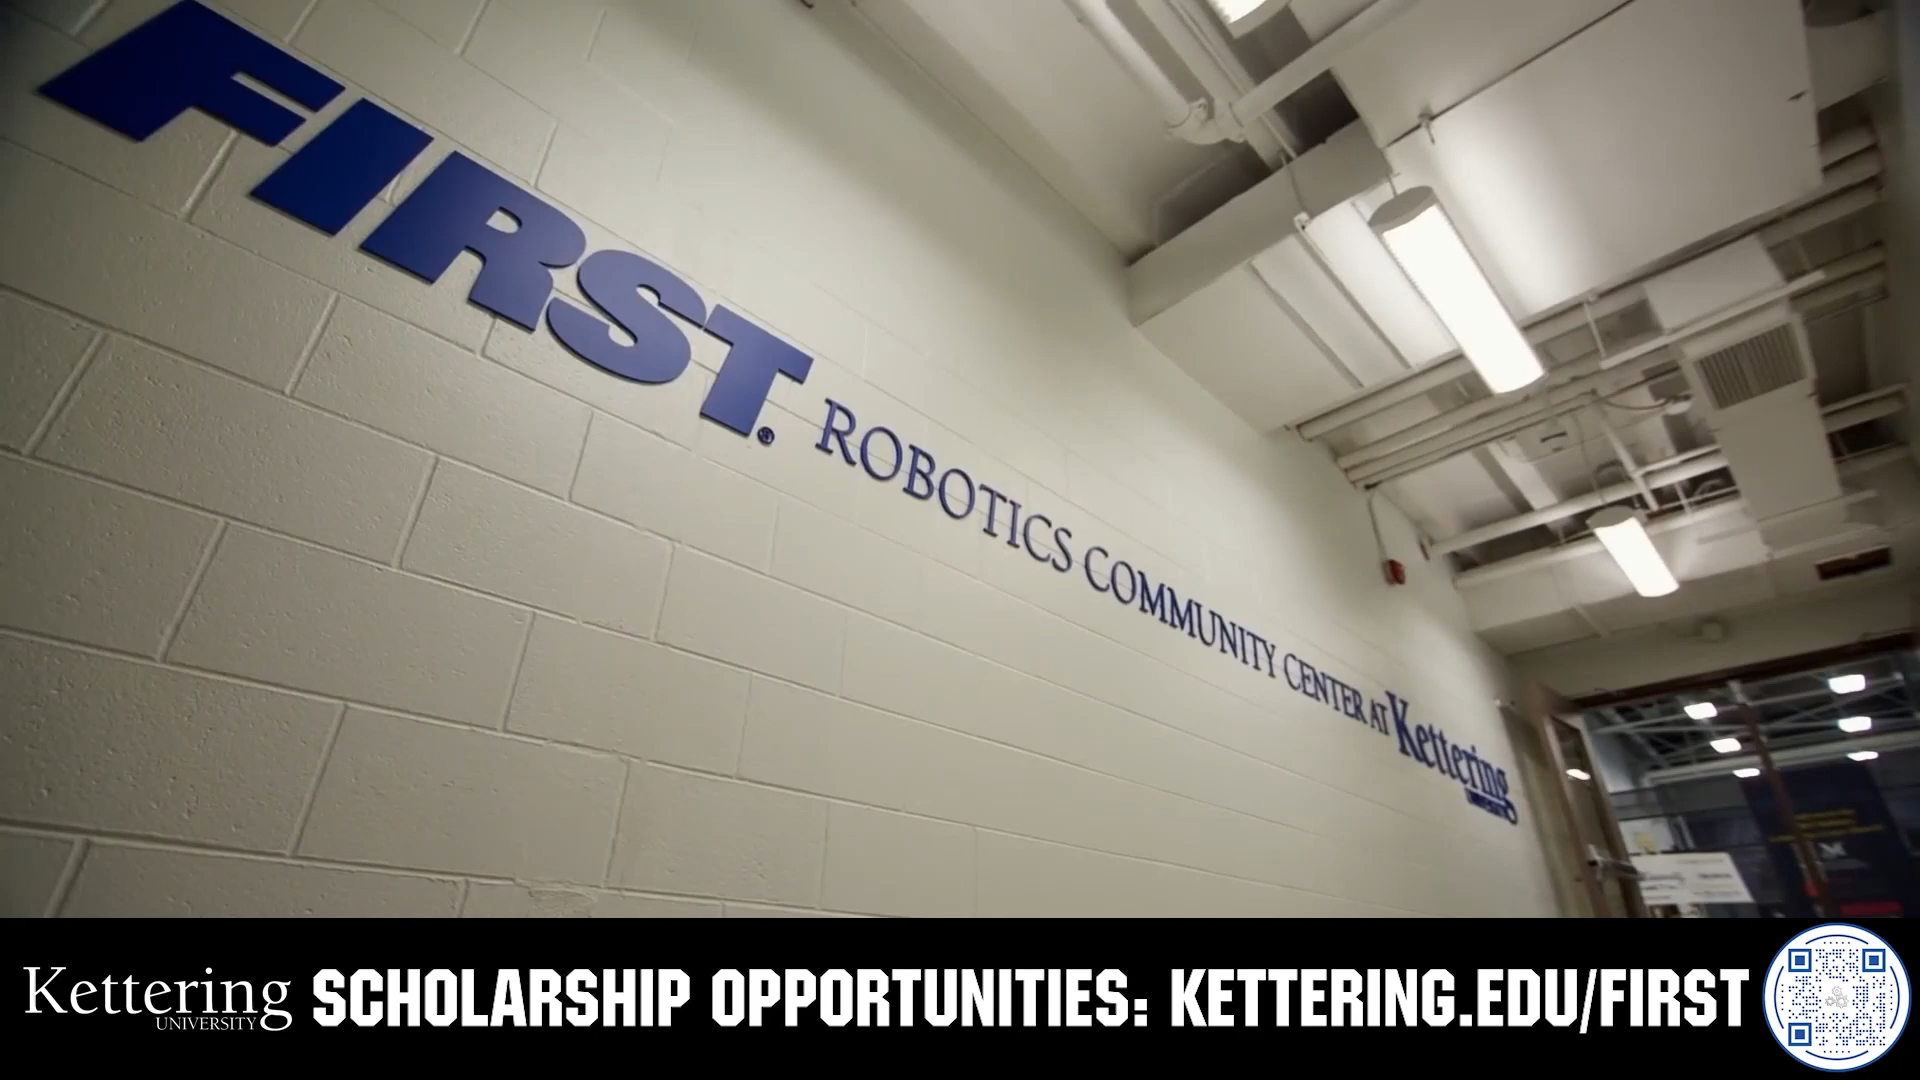 FIRST® ROBOTICS COMMUNITY CENTER AT Kettering
Kettering
UNIVERSITY
SCHOLARSHIP OPPORTUNITIES: KETTERING.EDU/FIRST